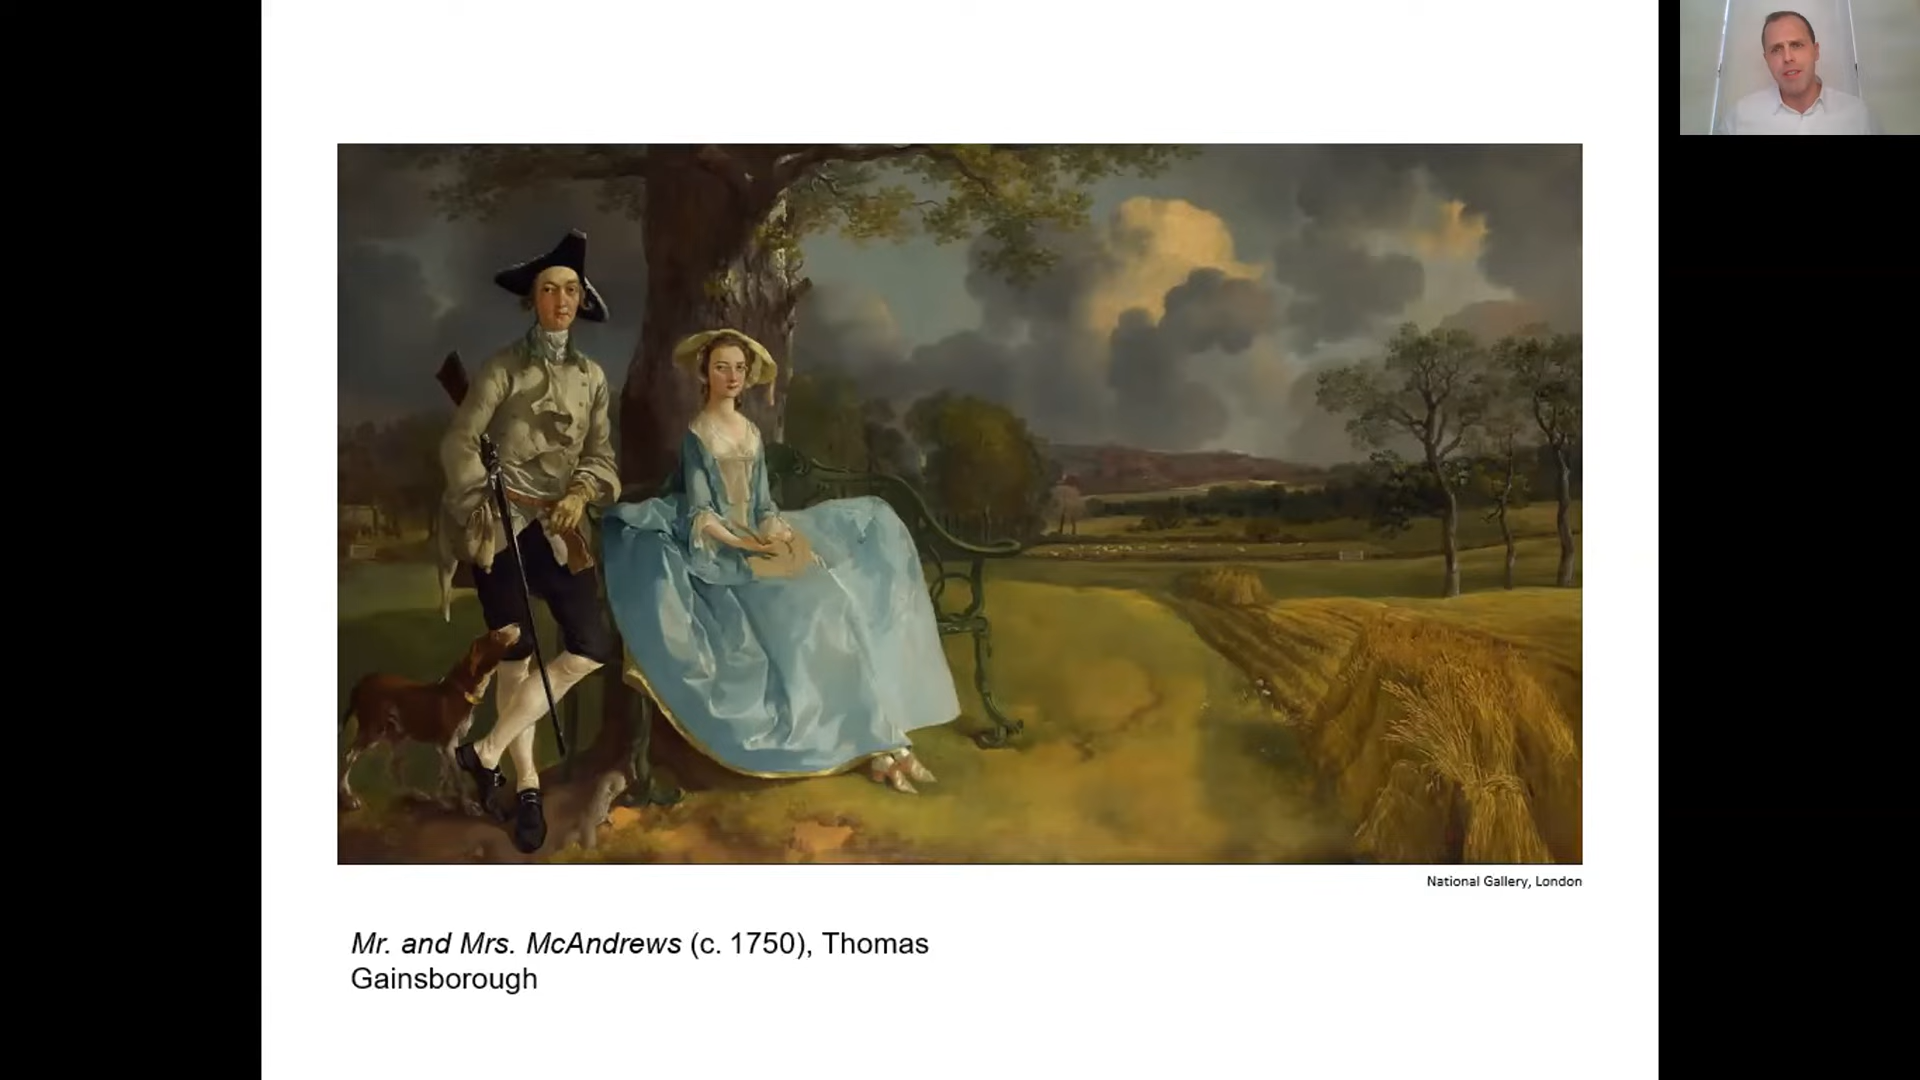 National Gallery, London
Mr. and Mrs. McAndrews (c. 1750), Thomas
Gainsborough